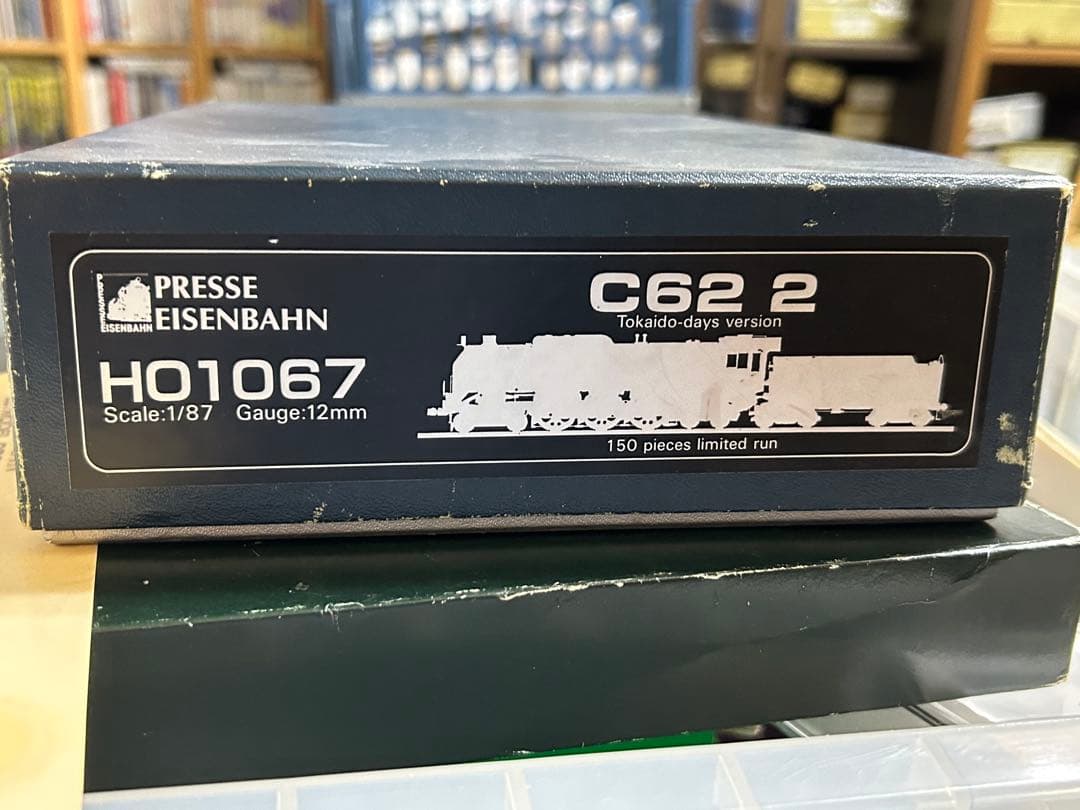 PRESSE
EISENBAHN
EISENBAHN
HO1067
Scale:1/87 Gauge:12mm
C62 2
Tokaido-days version
150 pieces limited run